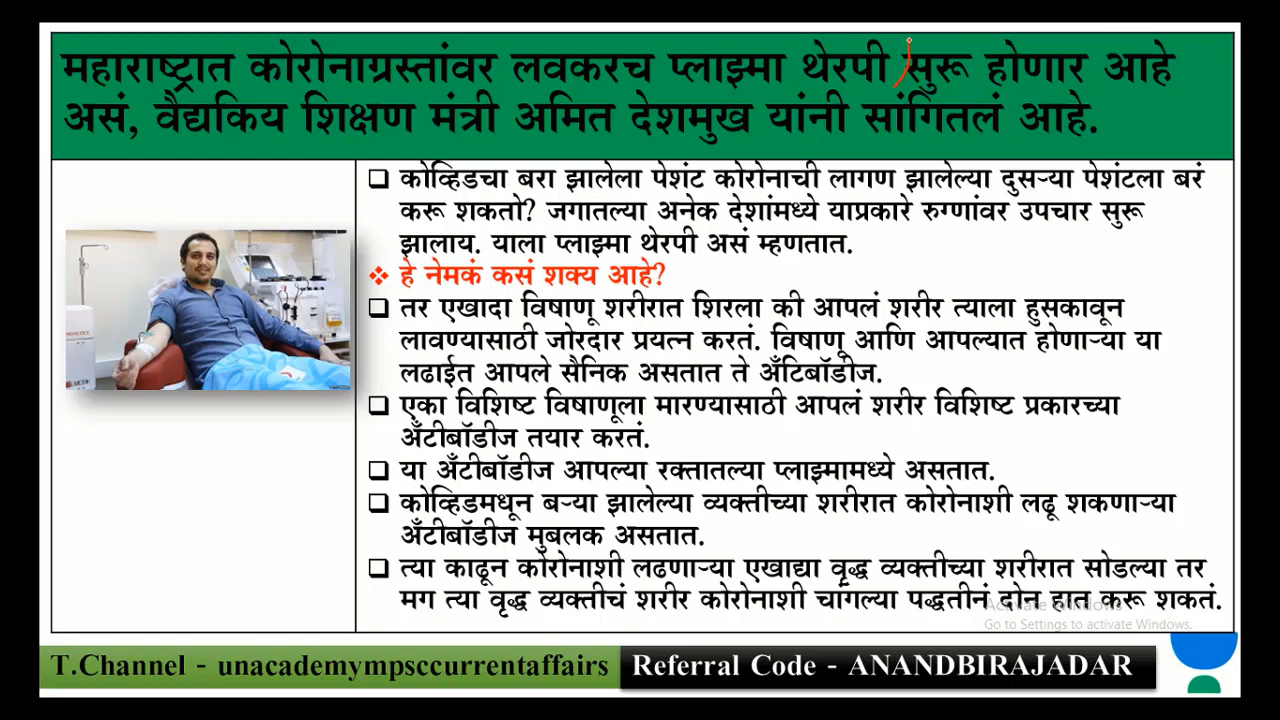 महाराष्ट्रात कोरोनाग्रस्तांवर लवकरच प्लाझ्मा थेरपी सुरू होणार आहे
असं, वैद्यकिय शिक्षण मंत्री अमित देशमुख यांनी सांगितलं आहे.
❑ कोव्हिडचा बरा झालेला पेशंट कोरोनाची लागण झालेल्या दुसऱ्या पेशंटला बरं
करू शकतो? जगातल्या अनेक देशांमध्ये याप्रकारे रुग्णांवर उपचार सुरू
झालाय. याला प्लाझ्मा थेरपी असं म्हणतात.
❖ हे नेमकं कसं शक्य आहे?
❑ तर एखादा विषाणू शरीरात शिरला की आपलं शरीर त्याला हुसकावून
लावण्यासाठी जोरदार प्रयत्न करतं. विषाणू आणि आपल्यात होणाऱ्या या
लढाईत आपले सैनिक असतात ते अँटिबॉडीज.
❑ एका विशिष्ट विषाणूला मारण्यासाठी आपलं शरीर विशिष्ट प्रकारच्या
अँटीबॉडीज तयार करतं.
❑ या अँटीबॉडीज आपल्या रक्तातल्या प्लाझ्मामध्ये असतात.
❑ कोव्हिडमधून बऱ्या झालेल्या व्यक्तीच्या शरीरात कोरोनाशी लढू शकणाऱ्या
अँटीबॉडीज मुबलक असतात.
❑ त्या काढून कोरोनाशी लढणाऱ्या एखाद्या वृद्ध व्यक्तीच्या शरीरात सोडल्या तर
मग त्या वृद्ध व्यक्तीचं शरीर कोरोनाशी चांगल्या पद्धतीनं दोन हात करू शकतं.
Activate Windows
Go to Settings to activate Windows.
T.Channel - unacademympsccurrentaffairs
Referral Code - ANANDBIRAJADAR